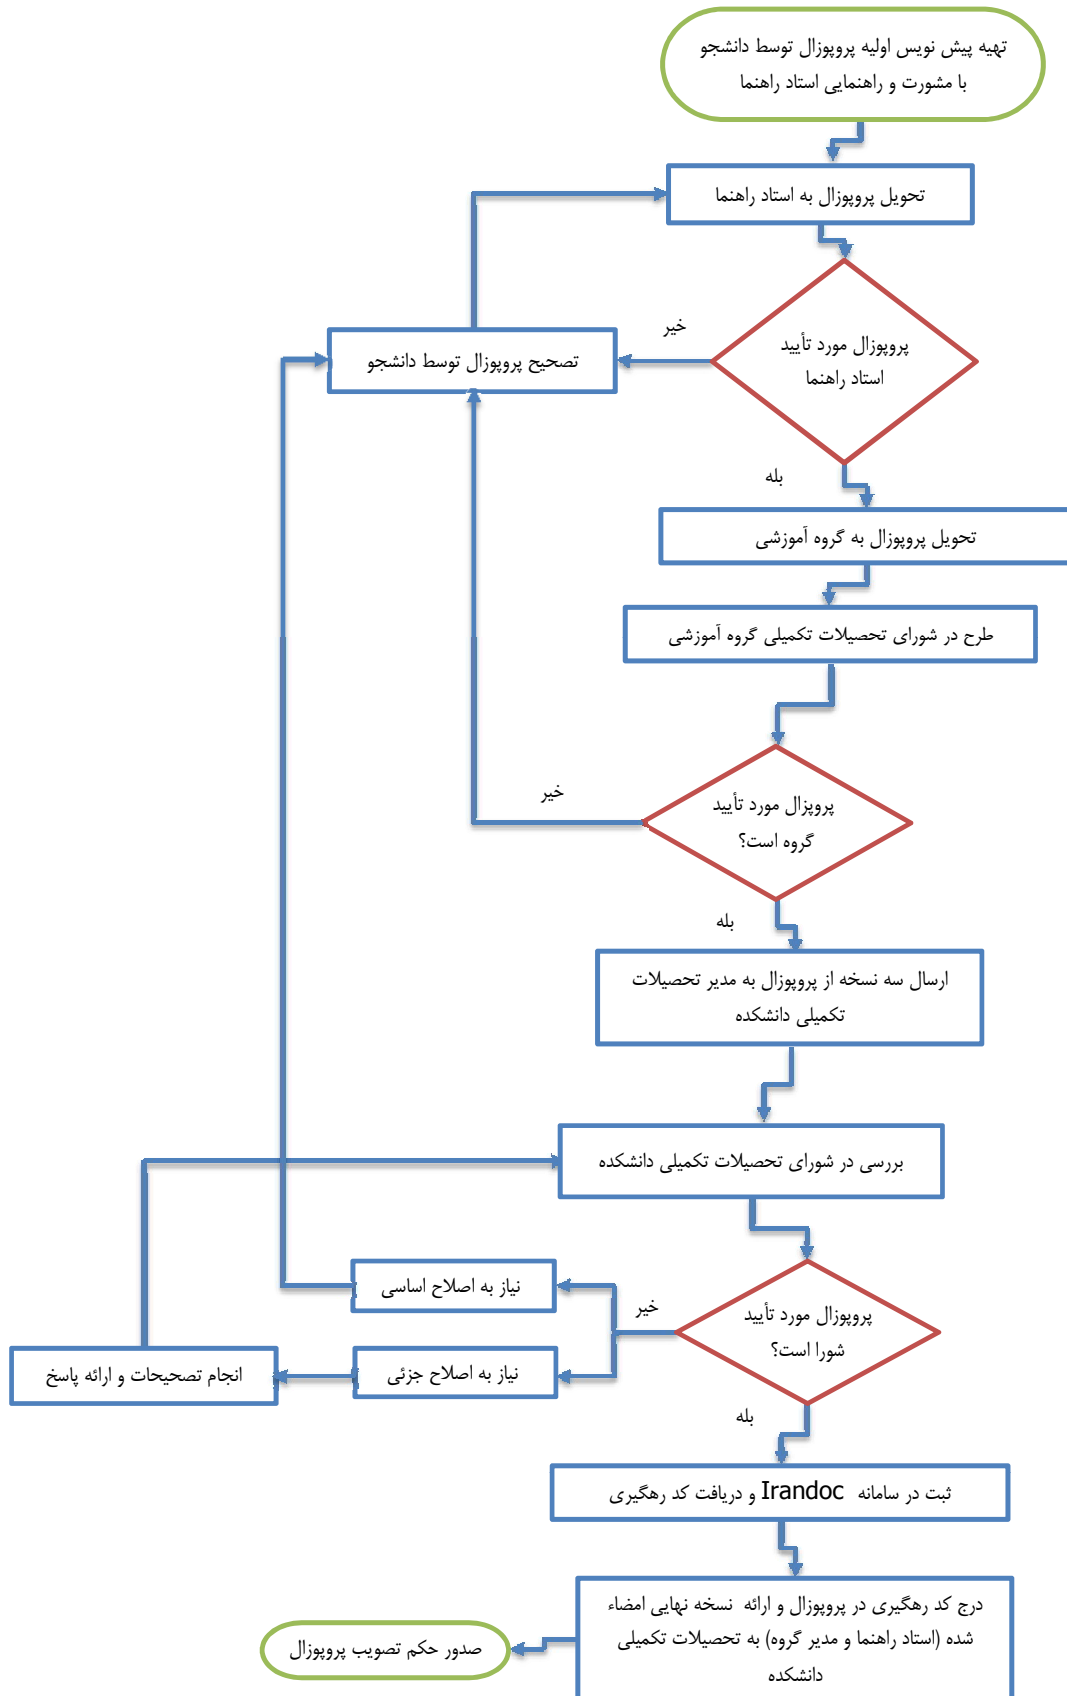 تهیه پیش نویس اولیه پروپوزال توسط دانشجو
با مشورت و راهنمایی استاد راهنما
تحویل پروپوزال به استاد راهنما
پروپوزال مورد تأیید
استاد راهنما
خیر
تصحیح پروپوزال توسط دانشجو
بله
تحویل پروپوزال به گروه آموزشی
طرح در شورای تحصیلات تکمیلی گروه آموزشی
پروپزال مورد تأیید
گروه است؟
خیر
بله
ارسال سه نسخه از پروپوزال به مدیر تحصیلات
تکمیلی دانشکده
بررسی در شورای تحصیلات تکمیلی دانشکده
پروپوزال مورد تأیید
شورا است؟
خیر
نیاز به اصلاح اساسی
نیاز به اصلاح جزئی
انجام تصحیحات و ارائه پاسخ
بله
ثبت در سامانه Irandoc و دریافت کد رهگیری
درج کد رهگیری در پروپوزال و ارائه نسخه نهایی امضاء
شده (استاد راهنما و مدیر گروه) به تحصیلات تکمیلی
دانشکده
صدور حکم تصویب پروپوزال